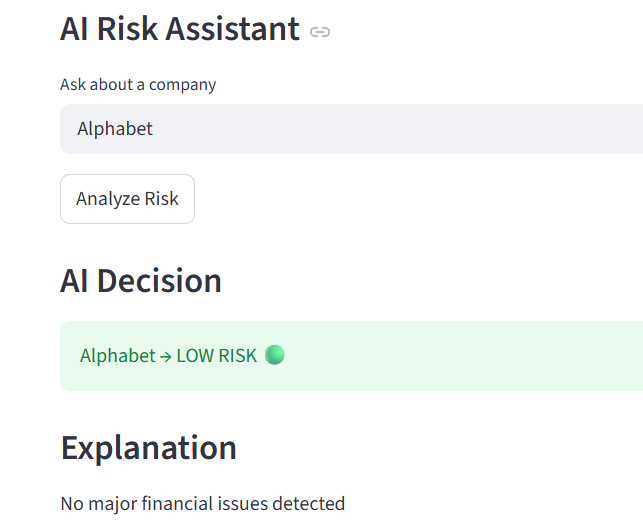 AI Risk Assistant
Ask about a company
Alphabet
Analyze Risk
AI Decision
Alphabet → LOW RISK 🟢
Explanation
No major financial issues detected